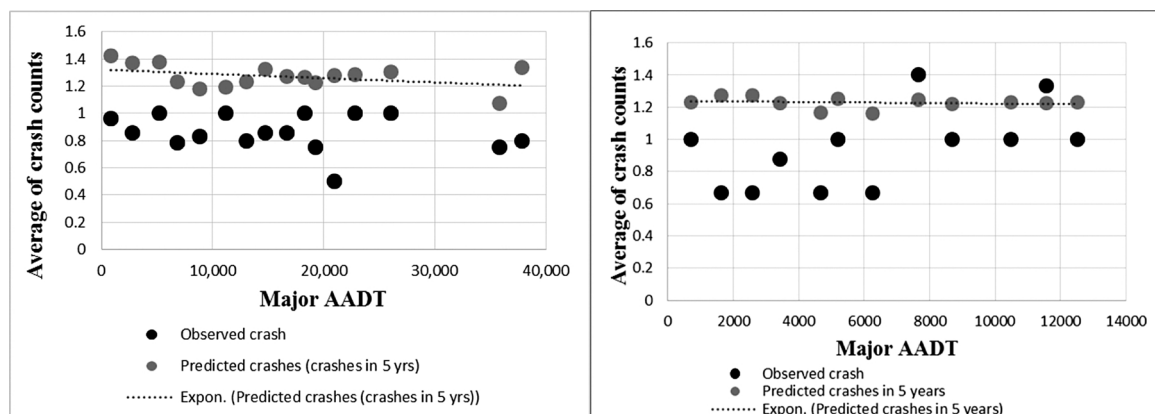 1.6
1.4
1.2
1
0.8
0.6
0.4
0.2
0
Average of crash counts
0 10,000 20,000 30,000 40,000
Major AADT
Observed crash
Predicted crashes (crashes in 5 yrs)
Expon. (Predicted crashes (crashes in 5 yrs))
1.6
1.4
1.2
1
0.8
0.6
0.4
0.2
0
Average of crash counts
0 2000 4000 6000 8000 10000 12000 14000
Major AADT
Observed crash
Predicted crashes in 5 years
Expon. (Predicted crashes in 5 years)